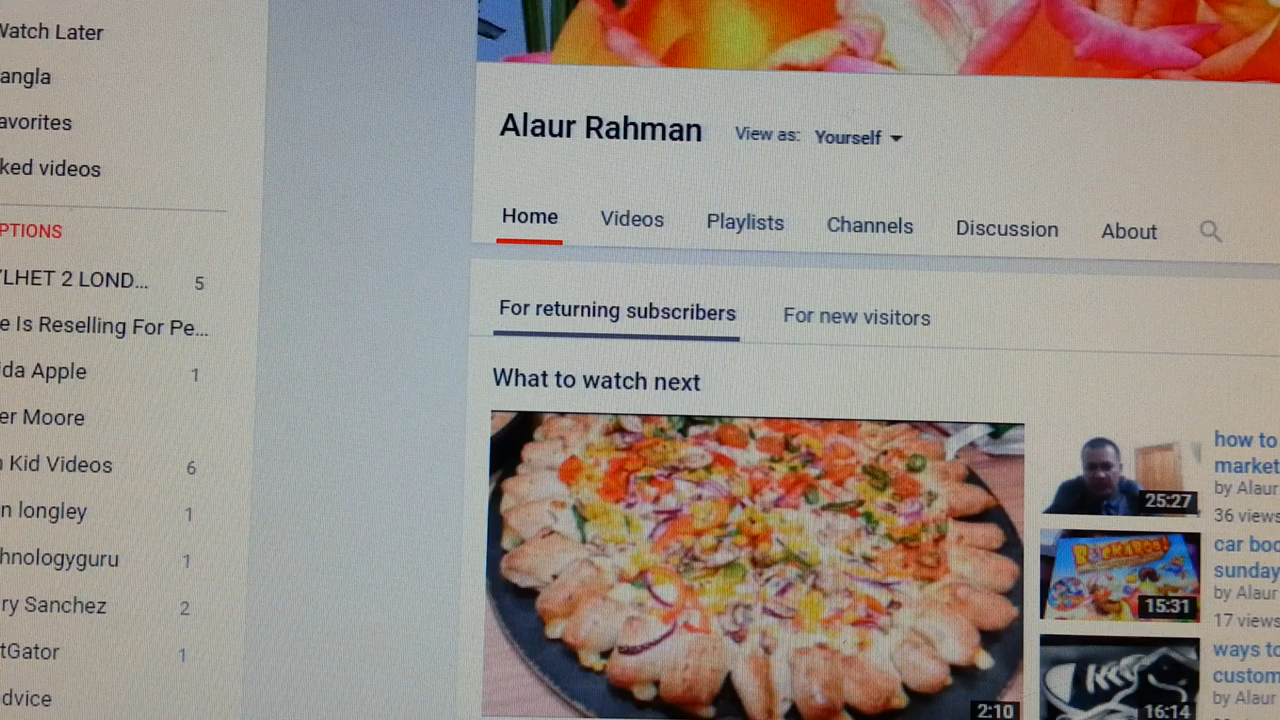 Watch Later
angla
avorites
ked videos
PTIONS
YLHET 2 LOND... 5
e Is Reselling For Pe...
ida Apple 1
er Moore
n Kid Videos 6
n longley 1
hnologyguru 1
ry Sanchez 2
tGator 1
dvice
Alaur Rahman View as: Yourself
Home Videos Playlists Channels Discussion About
For returning subscribers For new visitors
What to watch next
2:10
25:27
how to
market
by Alaur
36 views
BUCKAROO!
15:31
car boo
sunday
by Alaur
17 views
16:14
ways to
custom
by Alaur